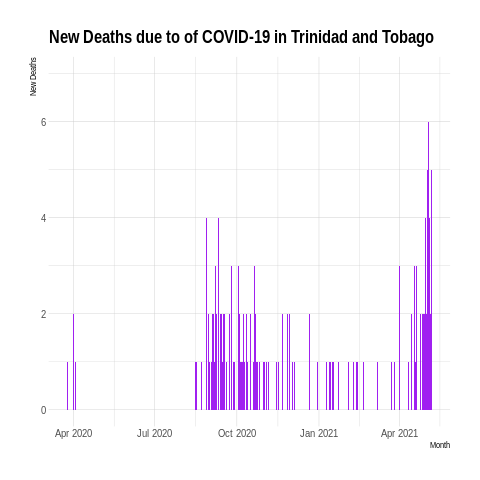 New Deaths due to of COVID-19 in Trinidad and Tobago
New Deaths
6
4
2
0
Apr 2020 Jul 2020 Oct 2020 Jan 2021 Apr 2021
Month